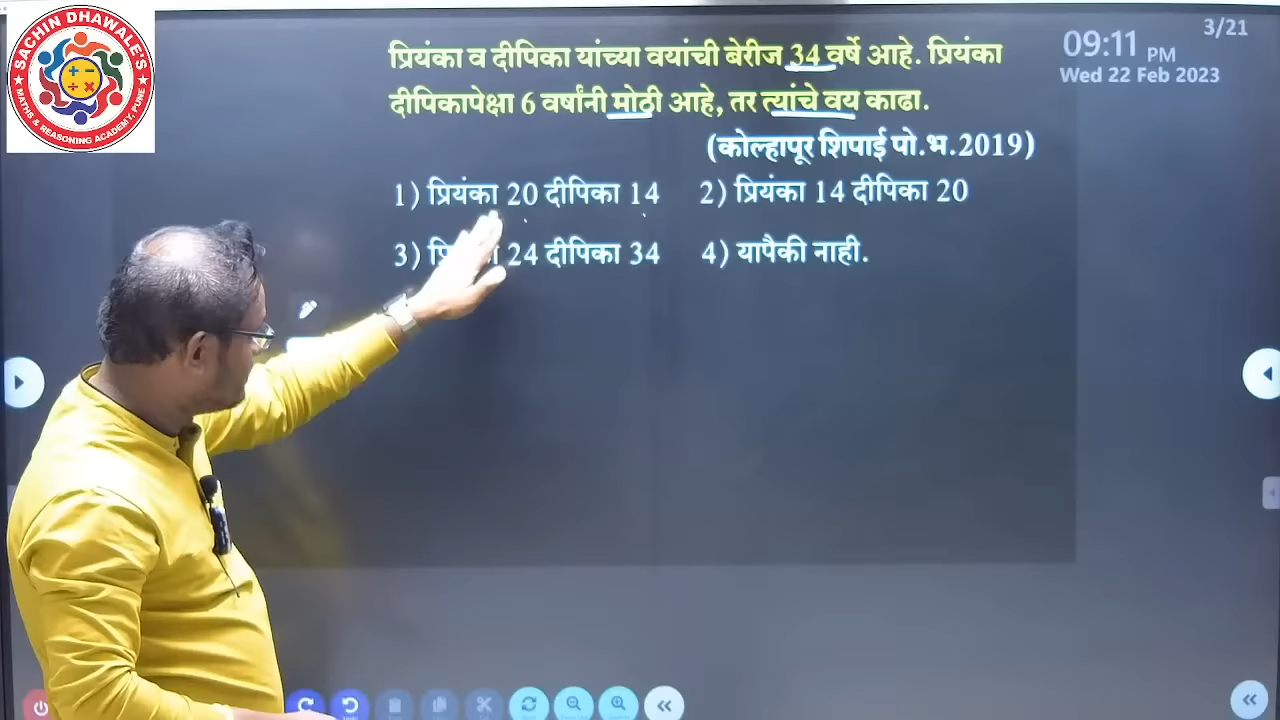 SACHIN DHAWALE'S
MATHS & REASONING ACADEMY, PUNE
3/21
09:11 PM
Wed 22 Feb 2023
प्रियंका व दीपिका यांच्या वयांची बेरीज 34 वर्षे आहे. प्रियंका
दीपिकापेक्षा 6 वर्षांनी मोठी आहे, तर त्यांचे वय काढा.
(कोल्हापूर शिपाई पो.भ.2019)
1) प्रियंका 20 दीपिका 14 2) प्रियंका 14 दीपिका 20
3) 24 दीपिका 34 4) यापैकी नाही.